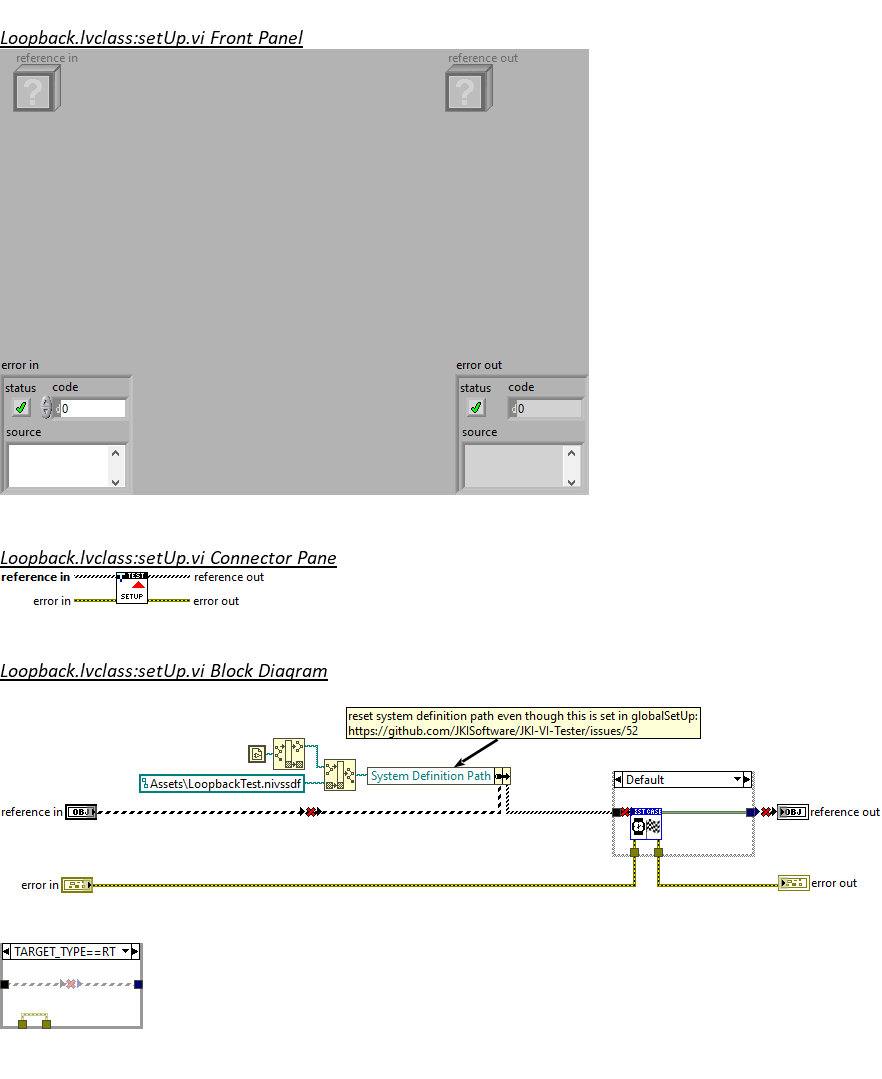 Loopback.lvclass:setUp.vi Front Panel
reference in
reference out
?
?
error in
error out
status
code
status
code
d
0
d
0
source
source
Loopback.lvclass:setUp.vi Connector Pane
reference in
TEST
reference out
error in
SETUP
error out
Loopback.lvclass:setUp.vi Block Diagram
reset system definition path even though this is set in globalSetUp:
https://github.com/JKISoftware/JKI-VI-Tester/issues/52
System Definition Path
Assets\LoopbackTest.nivssdf
Default
reference in
OBJ
TEST CASE
OBJ
reference out
error in
error out
TARGET_TYPE==RT